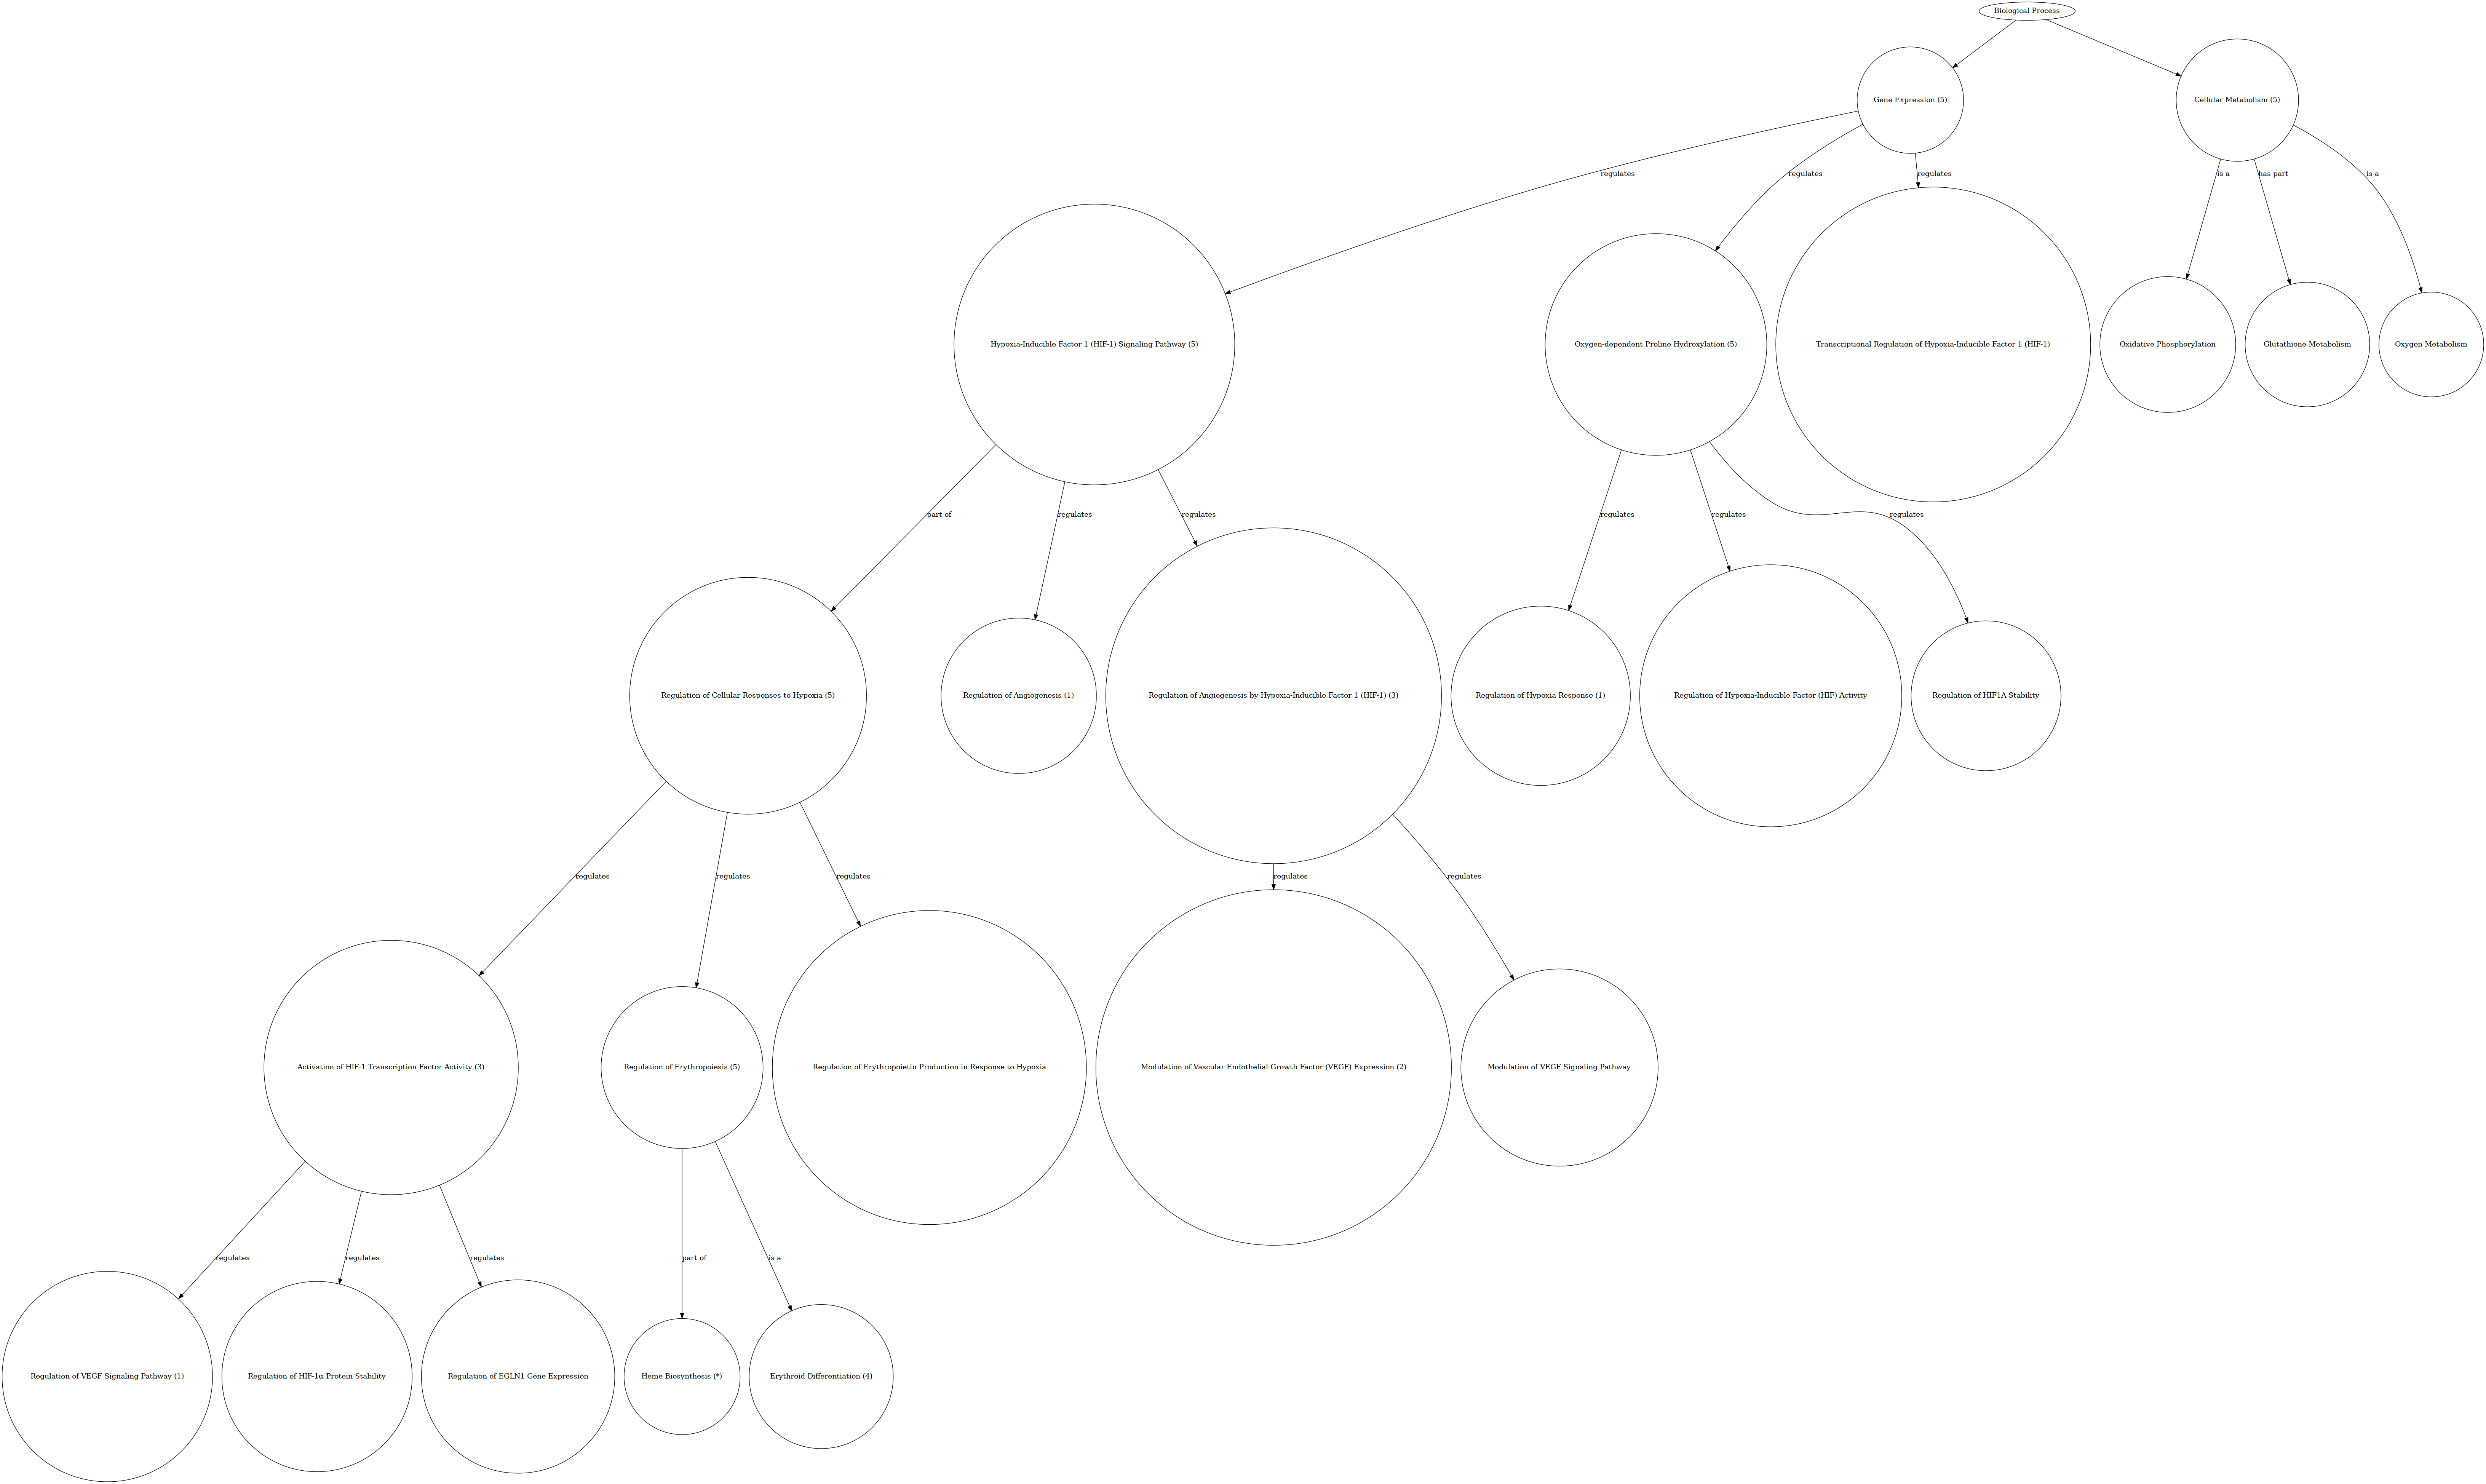 Biological Process
Gene Expression (5)
Cellular Metabolism (5)
regulates
regulates
regulates
is a
has part
is a
Hypoxia-Inducible Factor 1 (HIF-1) Signaling Pathway (5)
Oxygen-dependent Proline Hydroxylation (5)
Transcriptional Regulation of Hypoxia-Inducible Factor 1 (HIF-1)
Oxidative Phosphorylation
Glutathione Metabolism
Oxygen Metabolism
part of
regulates
regulates
regulates
regulates
regulates
Regulation of Cellular Responses to Hypoxia (5)
Regulation of Angiogenesis (1)
Regulation of Angiogenesis by Hypoxia-Inducible Factor 1 (HIF-1) (3)
Regulation of Hypoxia Response (1)
Regulation of Hypoxia-Inducible Factor (HIF) Activity
Regulation of HIF1A Stability
regulates
regulates
regulates
regulates
regulates
Activation of HIF-1 Transcription Factor Activity (3)
Regulation of Erythropoiesis (5)
Regulation of Erythropoietin Production in Response to Hypoxia
Modulation of Vascular Endothelial Growth Factor (VEGF) Expression (2)
Modulation of VEGF Signaling Pathway
regulates
regulates
regulates
part of
is a
Regulation of VEGF Signaling Pathway (1)
Regulation of HIF-1α Protein Stability
Regulation of EGLN1 Gene Expression
Heme Biosynthesis (*)
Erythroid Differentiation (4)